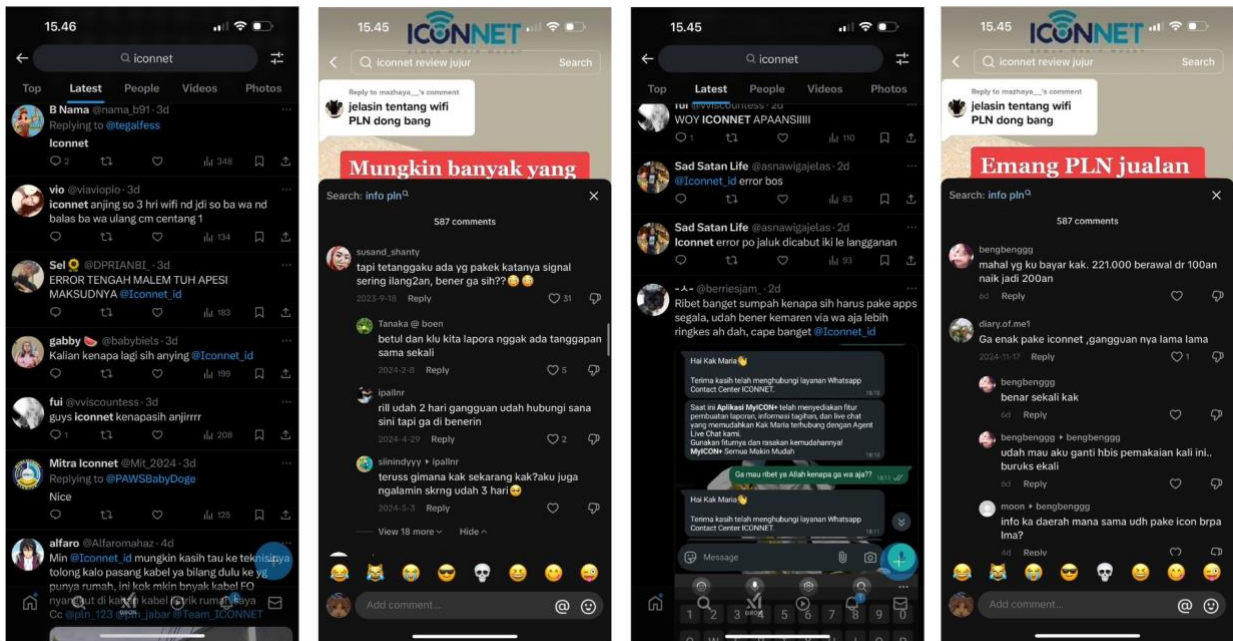 15.46
iconnet
Top Latest People Videos Photos
B Nama @nama_b91·3d
Replying to @tegalfess
Iconnet
2 348
vio @viaviopio·3d
iconnet anjing so 3 hri wifi nd jdi so ba wa nd
balas ba wa ulang cm centang 1
134
Sel @DPRIAN8I_·3d
ERROR TENGAH MALEM TUH APESI
MAKSUDNYA @Iconnet_id
183
gabby @babybiels·3d
Kalian kenapa lagi sih anying @Iconnet_id
199
fui @vviscountess·3d
guys iconnet kenapasih anjirrrr
1 208
Mitra Iconnet @Mit_2024·3d
Replying to @PAWSBabyDoge
Nice
125
alfaro @Alfaromahaz·4d
Min @Iconnet_id mungkin kasih tau ke teknisinya
tolong kalo pasang kabel ya bilang dulu ke yg
punya rumah, ini kok mkin bnyak kabel FO
Cc @pln_123 @pln_jabar @Team_ICONNET
15.45
ICONNET
iconnet review jujur Search
Reply to mazhaya__'s comment
jelasin tentang wifi
PLN dong bang
Mungkin banyak yang
Search: info pln
587 comments
susand_shanty
tapi tetanggaku ada yg pakek katanya signal
sering ilang2an, bener ga sih??
2023-9-18 Reply 31
Tanaka @ boen
betul dan klu kita lapora nggak ada tanggapan
sama sekali
2024-2-8 Reply 5
ipallnr
rill udah 2 hari gangguan udah hubungi sana
sini tapi ga di benerin
2024-4-29 Reply 2
siinindyyy ▸ ipallnr
teruss gimana kak sekarang kak?aku juga
ngalamin skrng udah 3 hari
2024-5-3 Reply
View 18 more Hide
Add comment...
15.45
iconnet
Top Latest People Videos Photos
fui @vviscountess·2d
WOY ICONNET APAANSIIIII
1 110
Sad Satan Life @asnawigajelas·2d
@Iconnet_id error bos
83
Sad Satan Life @asnawigajelas·2d
Iconnet error po jaluk dicabut iki le langganan
93
@berriesjam_·2d
Ribet banget sumpah kenapa sih harus pake apps
segala, udah bener kemaren via wa aja lebih
ringkes ah dah, cape banget @Iconnet_id
Hai Kak Maria
Terima kasih telah menghubungi layanan Whatsapp
Contact Center ICONNET.
Saat ini Aplikasi MyICON+ telah menyediakan fitur
pembuatan laporan, informasi tagihan, dan live chat
yang memudahkan Kak Maria terhubung dengan Agent
Live Chat kami.
Gunakan fiturnya dan rasakan kemudahannya!
MyICON+ Semua Makin Mudah
Ga mau ribet ya Allah kenapa ga wa aja??
Hai Kak Maria
Terima kasih telah menghubungi layanan Whatsapp
Contact Center ICONNET.
Message
1 2 3 4 5 6 7 8 9 0
15.45
ICONNET
iconnet review jujur Search
Reply to mazhaya__'s comment
jelasin tentang wifi
PLN dong bang
Emang PLN jualan
Search: info pln
587 comments
bengbenggg
mahal yg ku bayar kak. 221.000 berawal dr 100an
naik jadi 200an
6d Reply
diary.of.me1
Ga enak pake iconnet ,gangguan nya lama lama
2024-11-17 Reply 1
bengbenggg
benar sekali kak
6d Reply
bengbenggg ▸ bengbenggg
udah mau aku ganti hbis pemakaian kali ini..
buruks ekali
6d Reply
moon ▸ bengbenggg
info ka daerah mana sama udh pake icon brpa
lma?
4d Reply
Add comment...